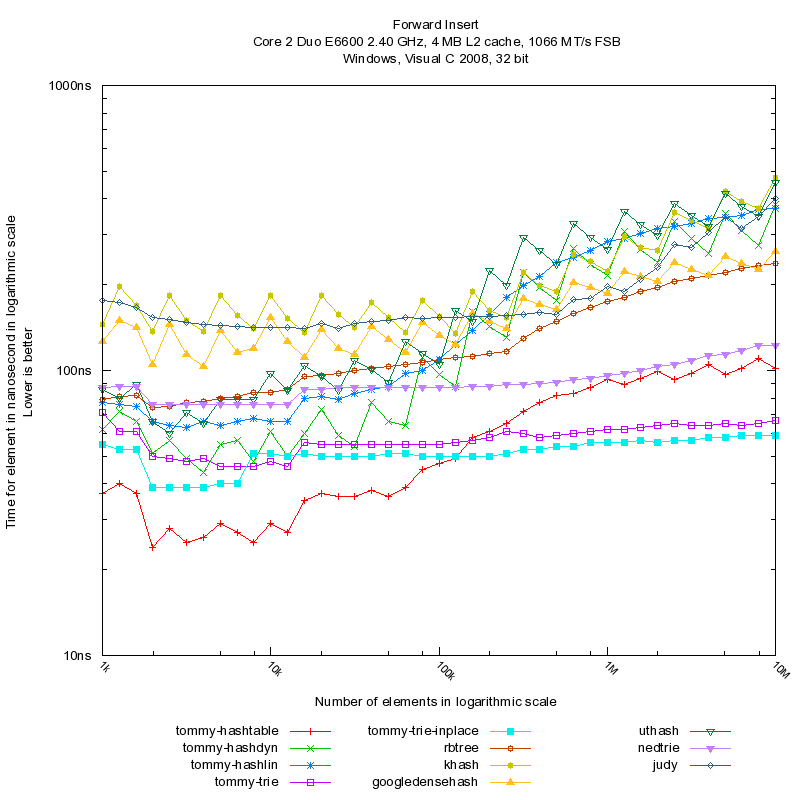 Forward Insert
Core 2 Duo E6600 2.40 GHz, 4 MB L2 cache, 1066 MT/s FSB
Windows, Visual C 2008, 32 bit
1000ns
100ns
10ns
Time for element in nanosecond in logarithmic scale
Lower is better
1k
10k
100k
1M
10M
Number of elements in logarithmic scale
tommy-hashtable
tommy-hashdyn
tommy-hashlin
tommy-trie
tommy-trie-inplace
rbtree
khash
googledensehash
uthash
nedtrie
judy